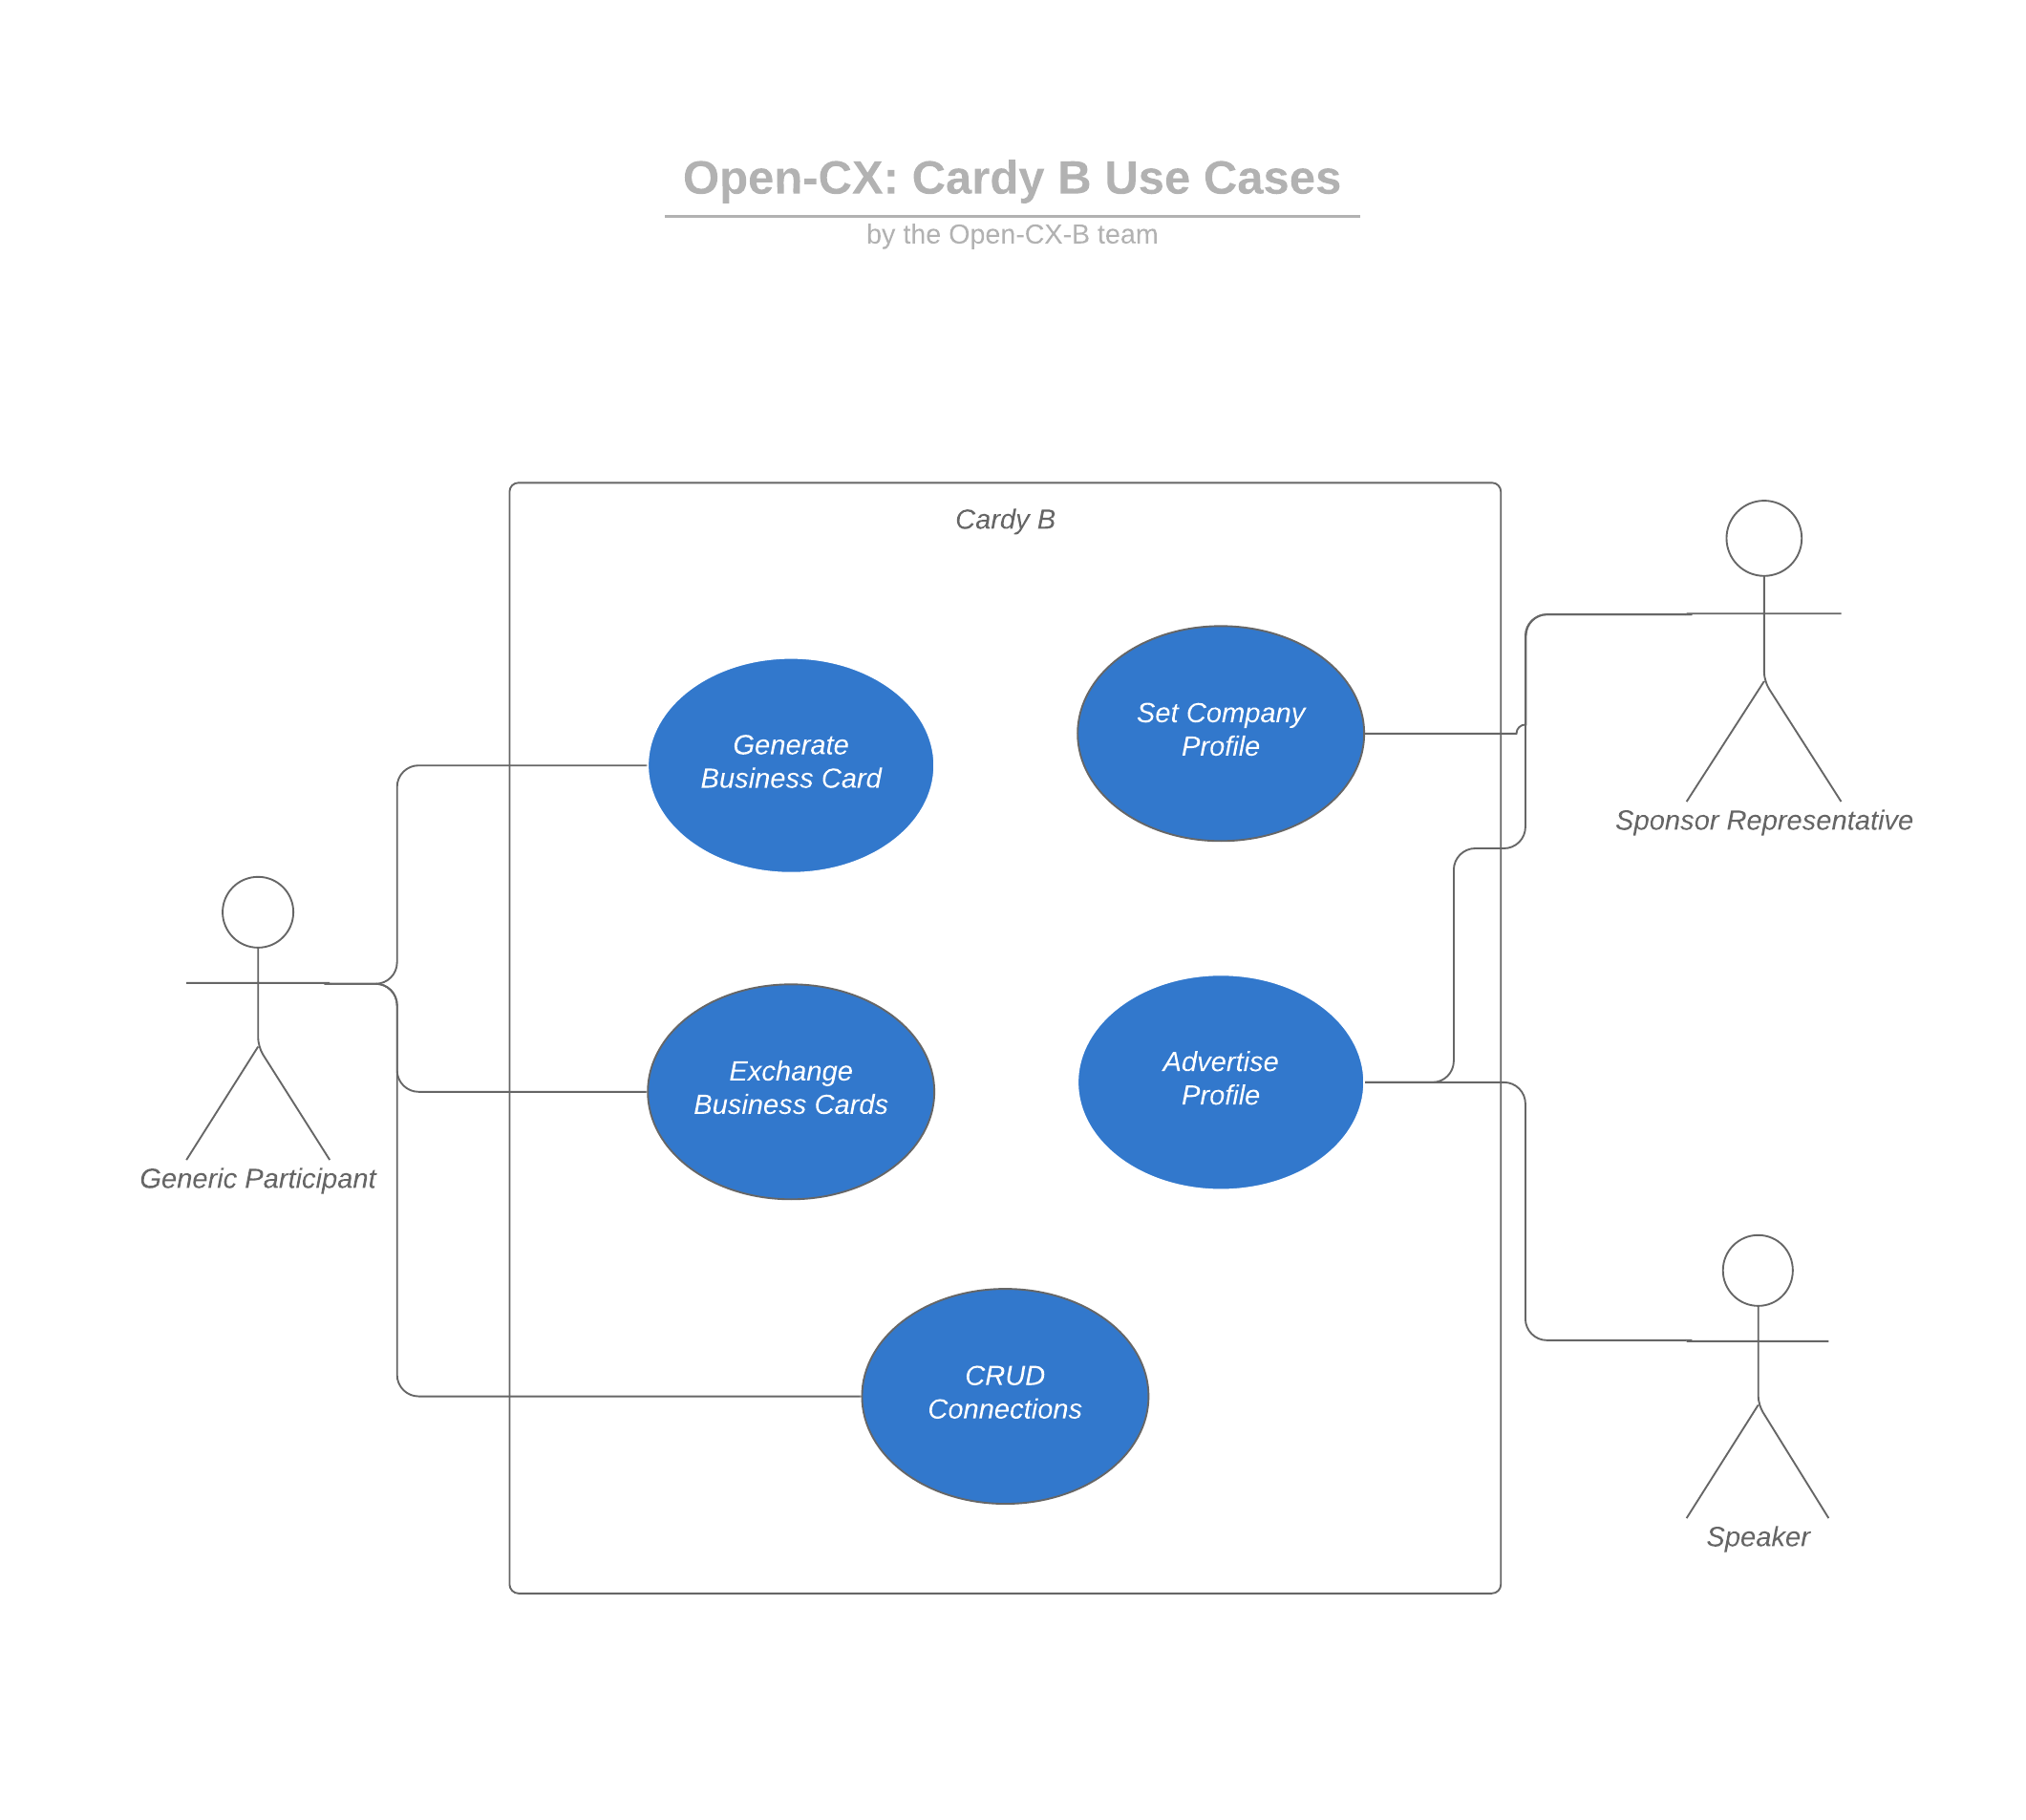 Open-CX: Cardy B Use Cases
by the Open-CX-B team
Cardy B
Set Company
Profile
Generate
Business Card
Sponsor Representative
Advertise
Profile
Exchange
Business Cards
Generic Participant
CRUD
Connections
Speaker